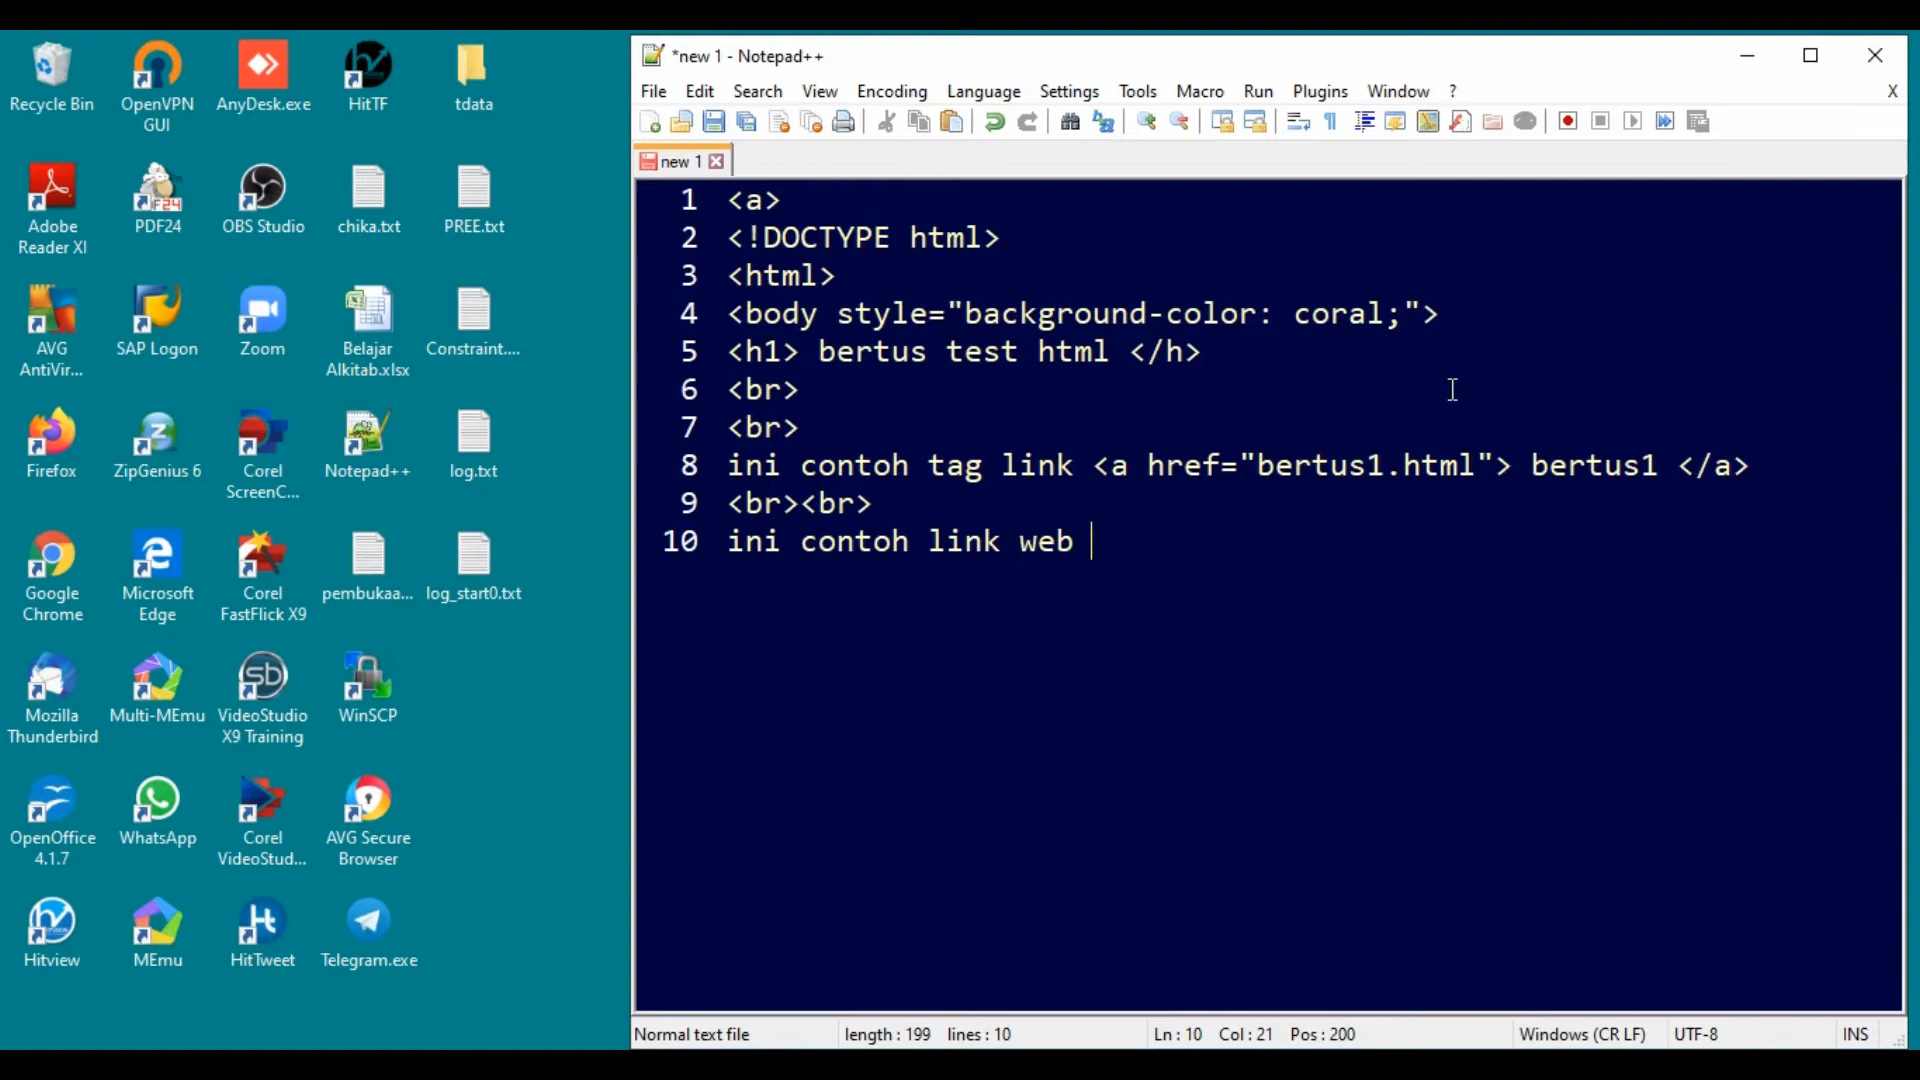 Recycle Bin
OpenVPN
GUI
AnyDesk.exe
HitTF
tdata
Adobe
Reader XI
PDF24
OBS Studio
chika.txt
PREE.txt
AVG
AntiVir...
SAP Logon
Zoom
Belajar
Alkitab.xlsx
Constraint....
Firefox
ZipGenius 6
Corel
ScreenC...
Notepad++
log.txt
Google
Chrome
Microsoft
Edge
Corel
FastFlick X9
pembukaa...
log_start0.txt
Mozilla
Thunderbird
Multi-MEmu
VideoStudio
X9 Training
WinSCP
OpenOffice
4.1.7
WhatsApp
Corel
VideoStud...
AVG Secure
Browser
Hitview
MEmu
HitTweet
Telegram.exe
*new 1 - Notepad++
File Edit Search View Encoding Language Settings Tools Macro Run Plugins Window ? X
new 1
1 <a>
2 <!DOCTYPE html>
3 <html>
4 <body style="background-color: coral;">
5 <h1> bertus test html </h>
6 <br>
7 <br>
8 ini contoh tag link <a href="bertus1.html"> bertus1 </a>
9 <br><br>
10 ini contoh link web
Normal text file length : 199 lines : 10 Ln : 10 Col : 21 Pos : 200 Windows (CR LF) UTF-8 INS